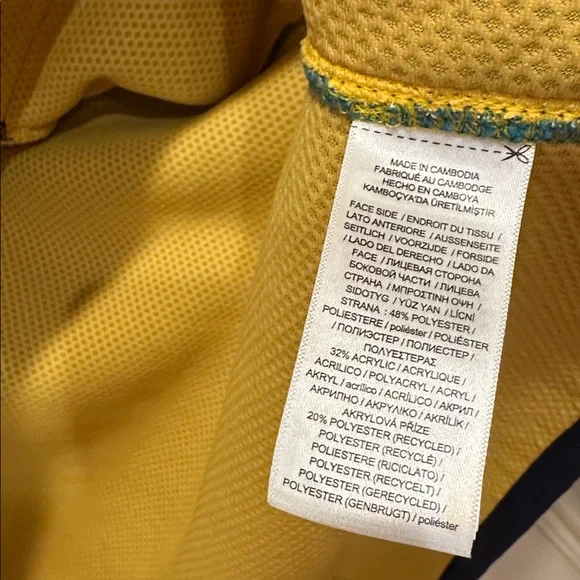 MADE IN CAMBODIA
FABRIQUÉ AU CAMBODGE
HECHO EN CAMBOYA
KAMBOÇYA'DA ÜRETİLMİŞTİR
FACE SIDE / ENDROIT DU TISSU /
LATO ANTERIORE / AUSSENSEITE
SEITLICH / VOORZIJDE / FORSIDE
/ LADO DEL DERECHO / LADO DA
FACE / ЛИЦЕВАЯ СТОРОНА
БОКОВОЙ ЧАСТИ / ЛИЦЕВА
СТРАНА / ΜΠΡΟΣΤΙΝΗ ΟΨΗ /
SIDOTYG / YÜZ YAN / LÍCNÍ
STRANA : 48% POLYESTER /
POLIESTERE / poliéster / POLIÉSTER
/ ПОЛИЭСТЕР / ПОЛИЕСТЕР /
ΠΟΛΥΕΣΤΕΡΑΣ
32% ACRYLIC / ACRYLIQUE /
ACRILICO / POLYACRYL / ACRYL /
AKRYL / acrílico / ACRÍLICO / АКРИЛ /
АКРИЛНО / ΑΚΡΥΛΙΚΟ / AKRİLİK /
AKRYLOVÁ PŘÍZE
20% POLYESTER (RECYCLED) /
POLYESTER (RECYCLÉ) /
POLIESTERE (RICICLATO) /
POLYESTER (RECYCELT) /
POLYESTER (GERECYCLED) /
POLYESTER (GENBRUGT) / poliéster